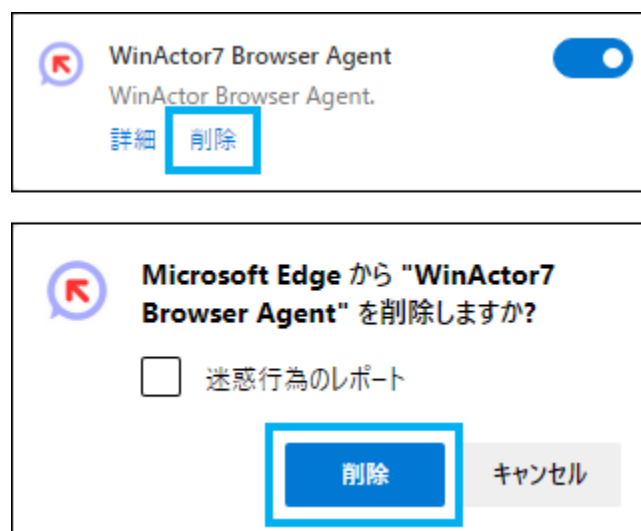 WinActor7 Browser Agent
WinActor Browser Agent.
詳細 削除
Microsoft Edge から "WinActor7
Browser Agent" を削除しますか?
迷惑行為のレポート
削除 キャンセル